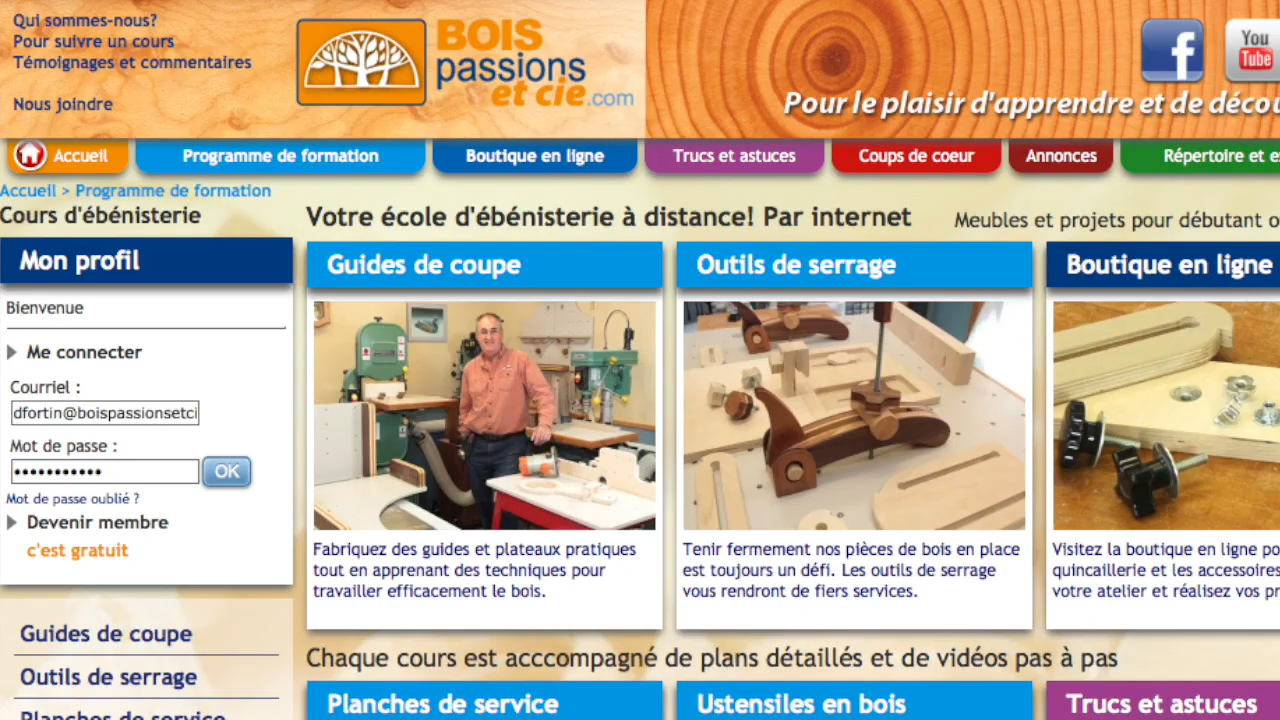 Qui sommes-nous?
Pour suivre un cours
Témoignages et commentaires
Nous joindre
BOIS
passions
et cie.com
f
You
Tube
Pour le plaisir d'apprendre et de décou
Accueil
Programme de formation
Boutique en ligne
Trucs et astuces
Coups de coeur
Annonces
Répertoire et e
Accueil > Programme de formation
Cours d'ébénisterie
Votre école d'ébénisterie à distance! Par internet
Meubles et projets pour débutant o
Mon profil
Bienvenue
Me connecter
Courriel :
dfortin@boispassionsetci
Mot de passe :
•••••••••••
OK
Mot de passe oublié ?
Devenir membre
c'est gratuit
Guides de coupe
Outils de serrage
Planches de service
Guides de coupe
Fabriquez des guides et plateaux pratiques
tout en apprenant des techniques pour
travailler efficacement le bois.
Outils de serrage
Tenir fermement nos pièces de bois en place
est toujours un défi. Les outils de serrage
vous rendront de fiers services.
Boutique en ligne
Visitez la boutique en ligne po
quincaillerie et les accessoires
votre atelier et réalisez vos pr
Chaque cours est acccompagné de plans détaillés et de vidéos pas à pas
Planches de service
Ustensiles en bois
Trucs et astuces